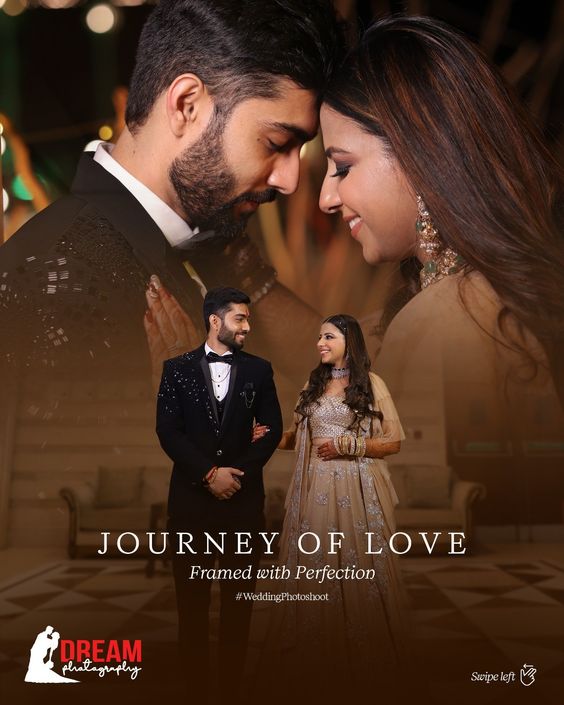 JOURNEY OF LOVE
Framed with Perfection
#WeddingPhotoshoot
DREAM
photography
Swipe left